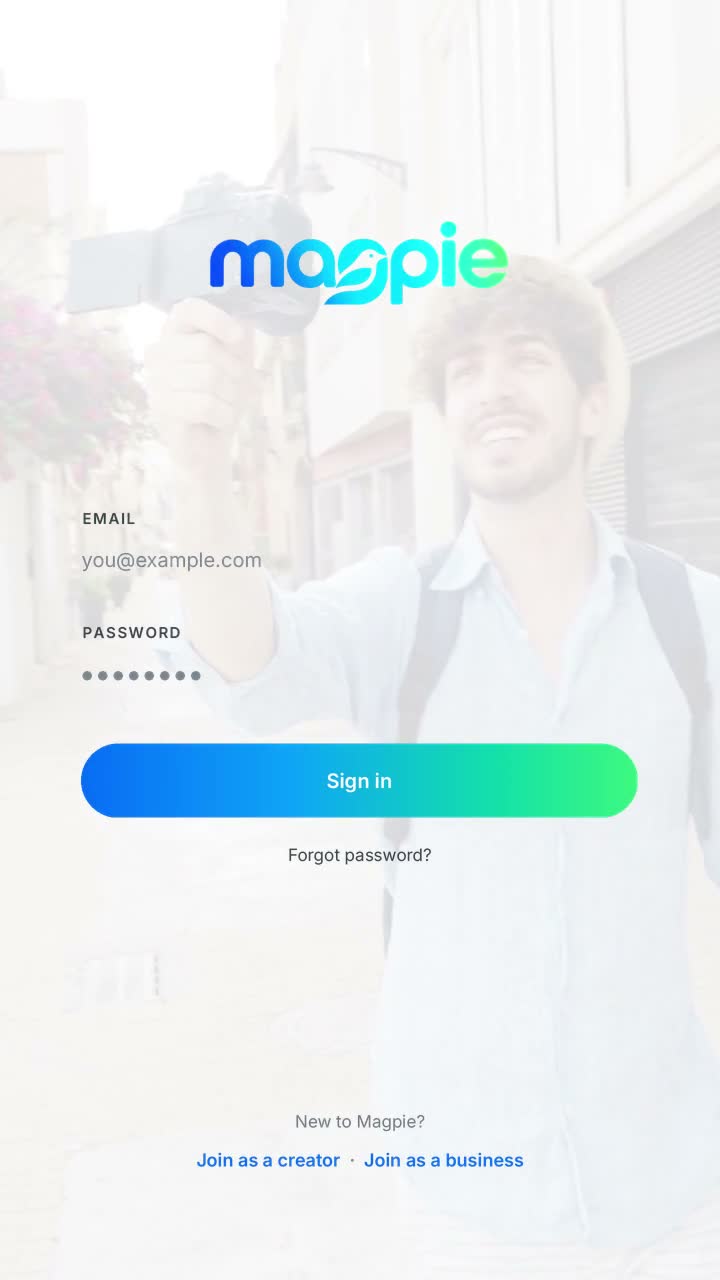 magpie
EMAIL
you@example.com
PASSWORD
Sign in
Forgot password?
New to Magpie?
Join as a creator · Join as a business